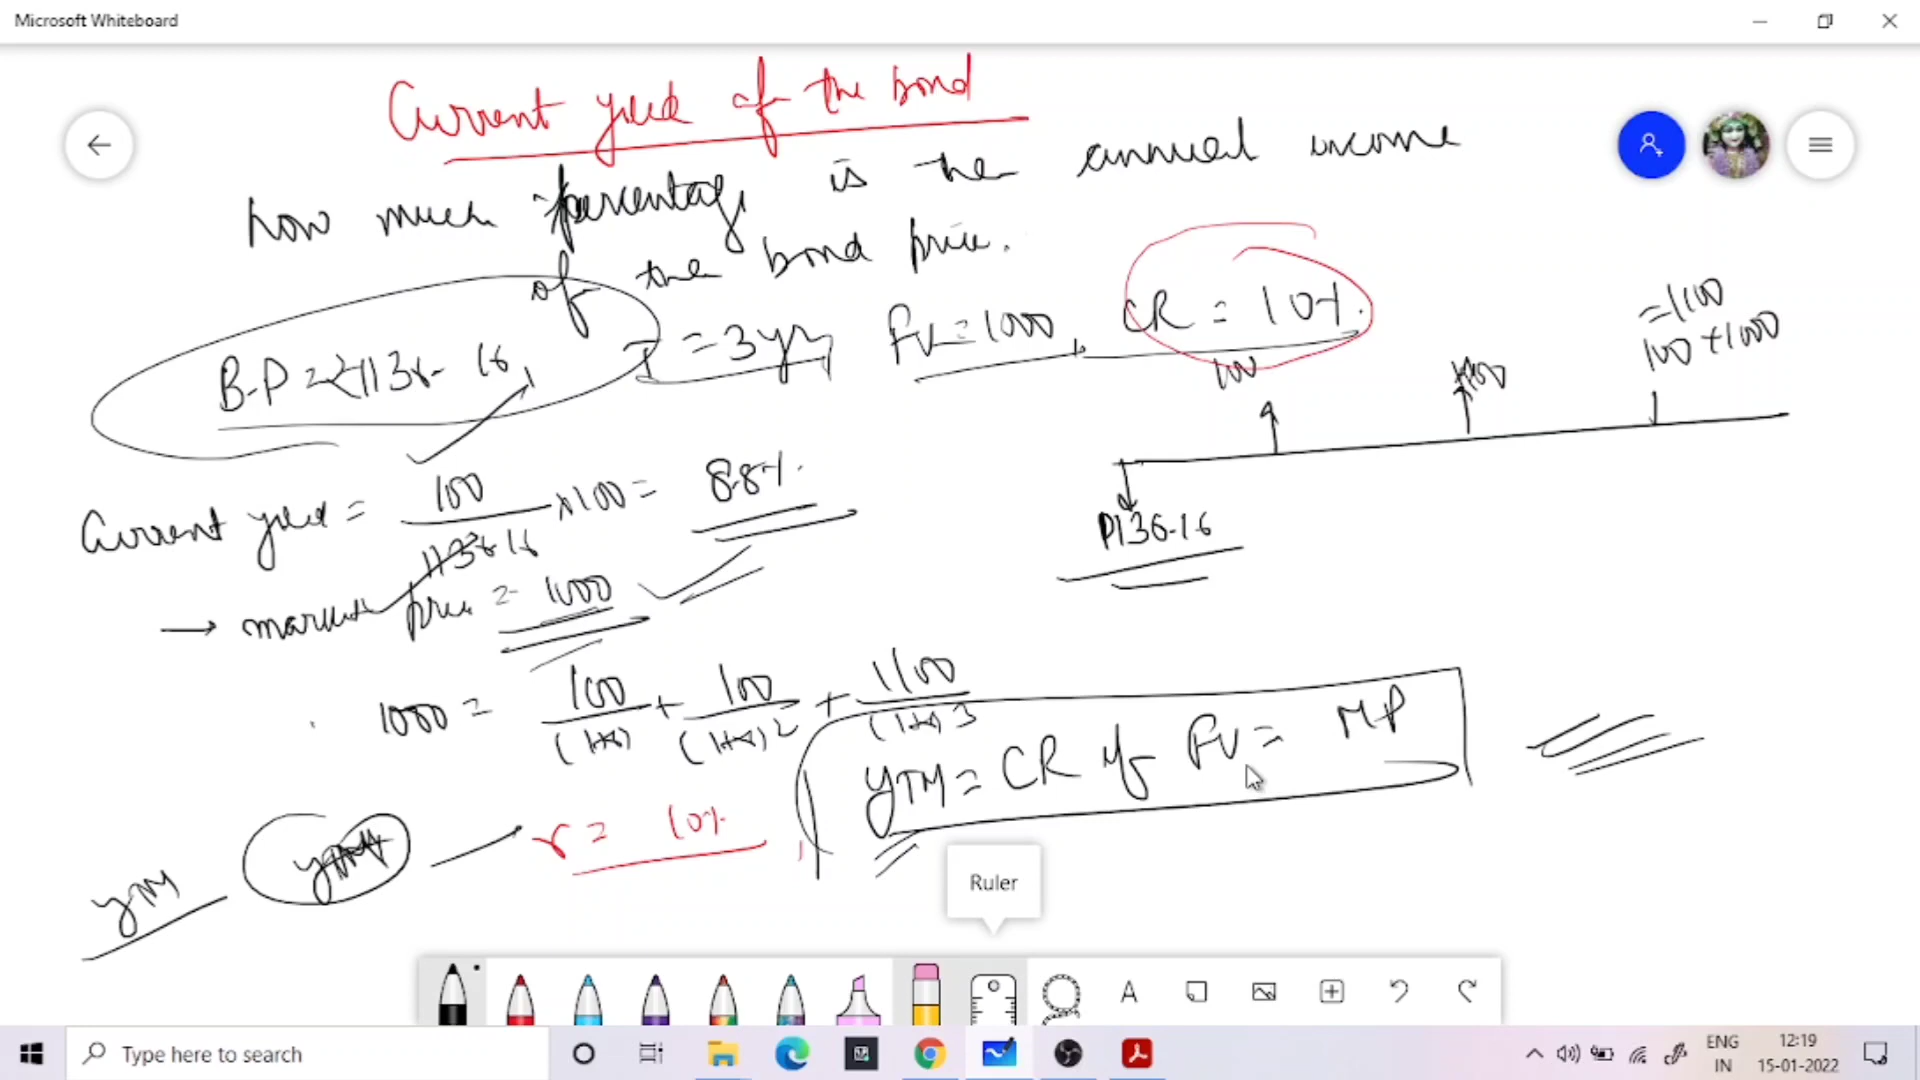 Microsoft Whiteboard
Current yield of the bond
how much percentage is the annual income
of the bond price.
B.P = ₹1136.16, T = 3 yr, FV = 1000, CR = 10%.
100
100
= 1100
100 + 1000
1136.16
Current yield = 100/1136.16 × 100 = 8.8%.
→ market price = 1000
1000 = 100/(1+r) + 100/(1+r)2 + 1100/(1+r)3
YTM = CR if FV = MP
YTM YTM r = 10%
Ruler
A
Type here to search
ENG
IN
12:19
15-01-2022